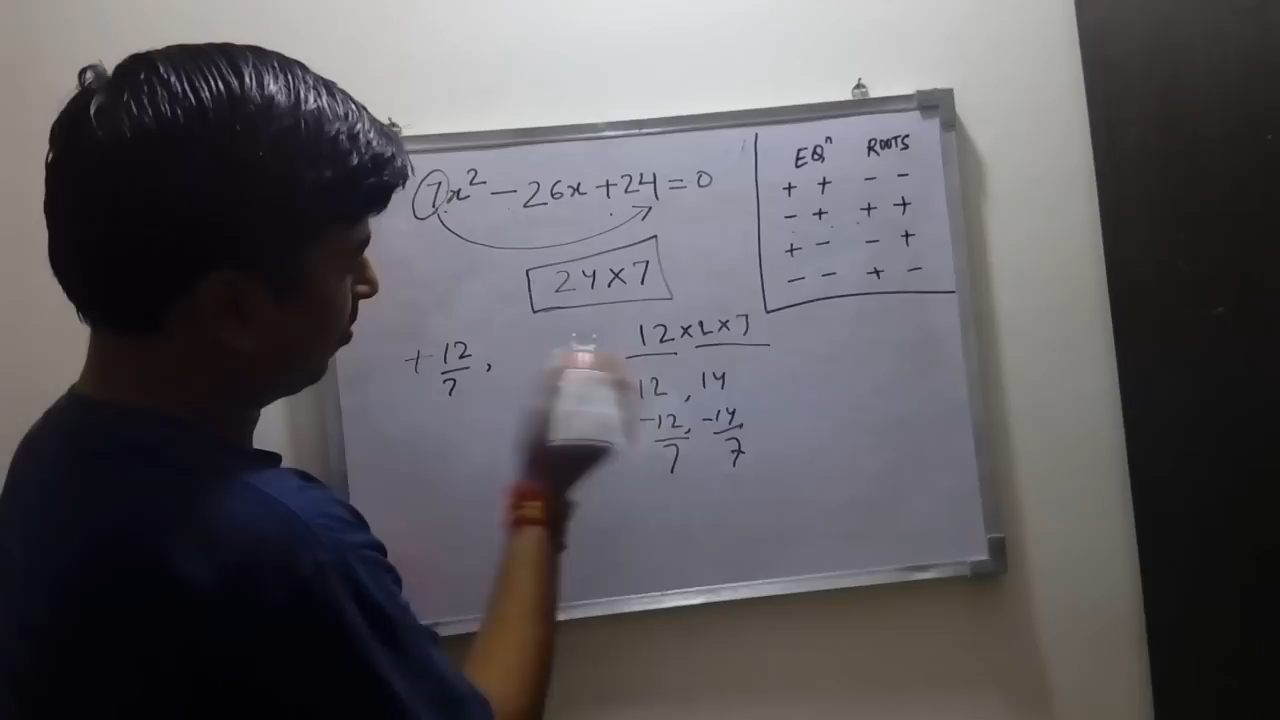 7x² - 26x + 24 = 0
24 x 7
12 x 2 x 7
12 , 14
-12/7 , -14/7
+ 12/7 ,
EQⁿ ROOTS
+ + - -
- + + +
+ - - +
- - + -